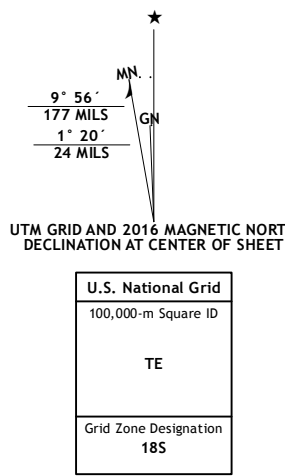 MN
9° 56´
177 MILS
GN
1° 20´
24 MILS
UTM GRID AND 2016 MAGNETIC NORT
DECLINATION AT CENTER OF SHEET
U.S. National Grid
100,000-m Square ID
TE
Grid Zone Designation
18S